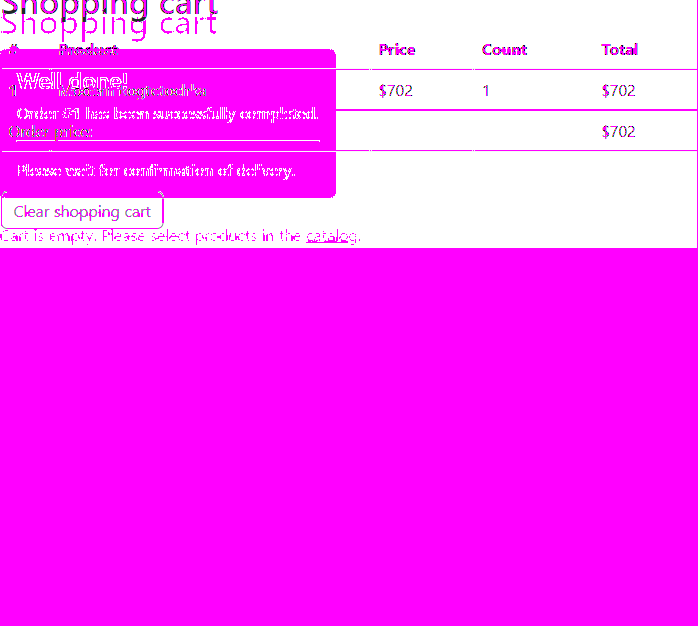 Shopping cart
Shopping cart
# Product Price Count Total
Well done!
1 $702 1 $702
Order #1 has been successfully completed.
Order price: $702
Please wait for confirmation of delivery.
Clear shopping cart
Cart is empty. Please select products in the catalog.